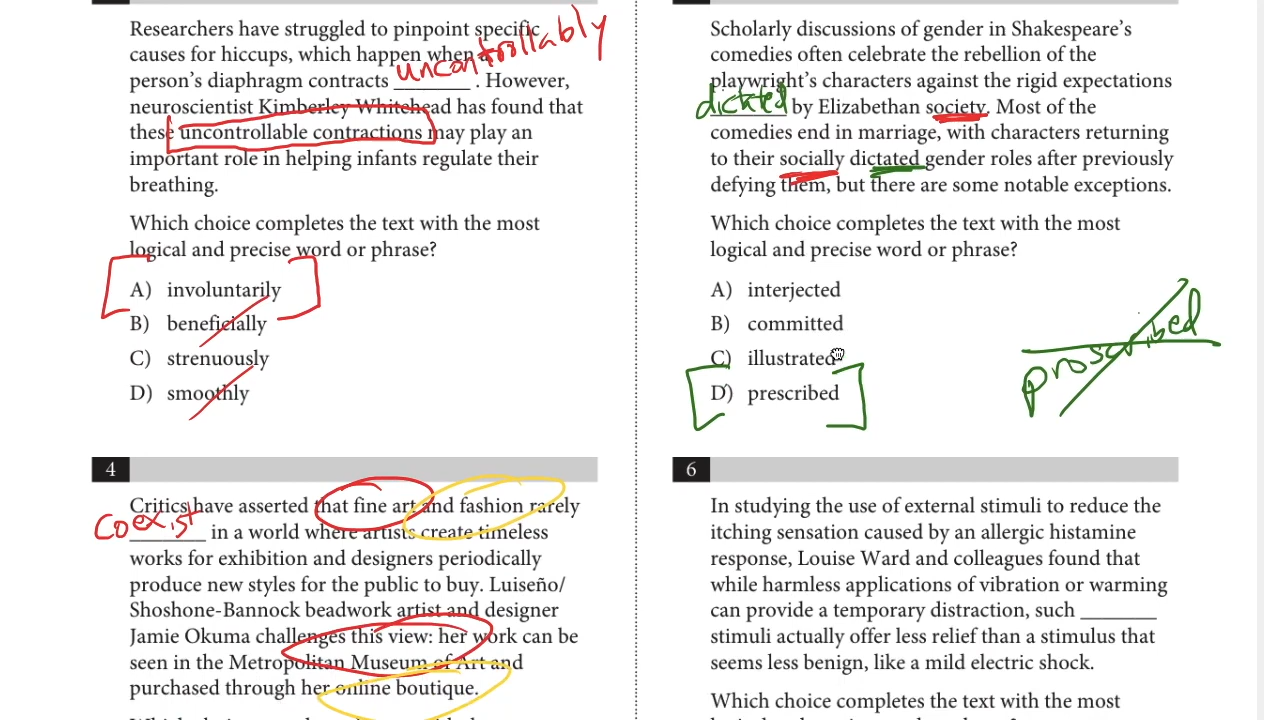 Researchers have struggled to pinpoint specific
causes for hiccups, which happen when a
uncontrollably
person's diaphragm contracts ________ . However,
neuroscientist Kimberley Whitehead has found that
these uncontrollable contractions may play an
important role in helping infants regulate their
breathing.
Which choice completes the text with the most
logical and precise word or phrase?
A) involuntarily
B) beneficially
C) strenuously
D) smoothly
4
Critics have asserted that fine art and fashion rarely
coexist
________ in a world where artists create timeless
works for exhibition and designers periodically
produce new styles for the public to buy. Luiseño/
Shoshone-Bannock beadwork artist and designer
Jamie Okuma challenges this view: her work can be
seen in the Metropolitan Museum of Art and
purchased through her online boutique.
Scholarly discussions of gender in Shakespeare's
comedies often celebrate the rebellion of the
playwright's characters against the rigid expectations
dictated
________ by Elizabethan society. Most of the
comedies end in marriage, with characters returning
to their socially dictated gender roles after previously
defying them, but there are some notable exceptions.
Which choice completes the text with the most
logical and precise word or phrase?
A) interjected
B) committed
C) illustrated
D) prescribed
proscribed
6
In studying the use of external stimuli to reduce the
itching sensation caused by an allergic histamine
response, Louise Ward and colleagues found that
while harmless applications of vibration or warming
can provide a temporary distraction, such ________
stimuli actually offer less relief than a stimulus that
seems less benign, like a mild electric shock.
Which choice completes the text with the most